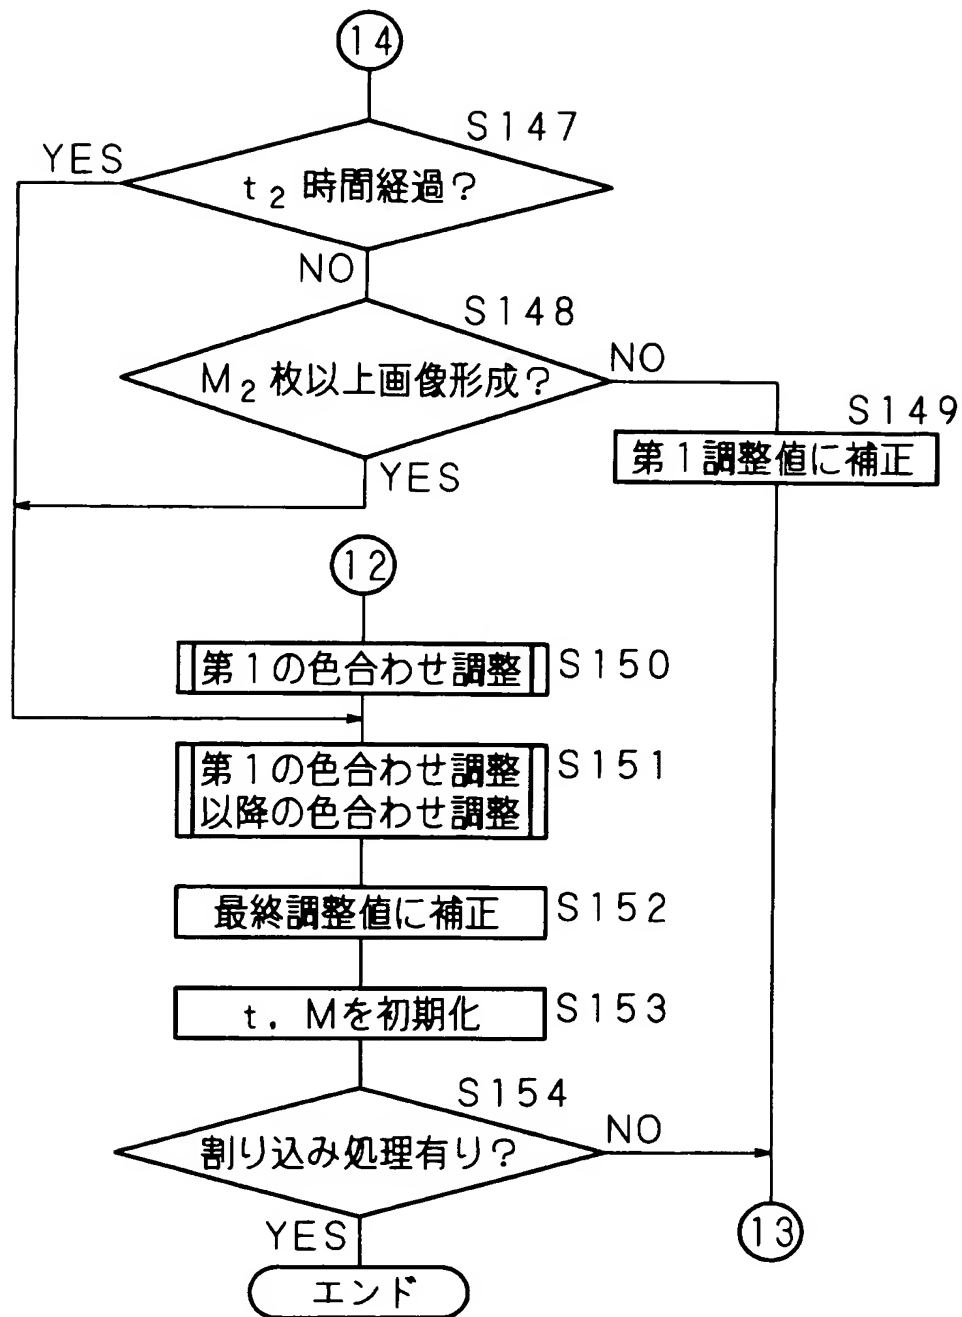 14
S147
YES
t₂時間経過?
NO
S148
M₂枚以上画像形成?
NO
S149
第1調整値に補正
YES
12
第1の色合わせ調整
S150
第1の色合わせ調整
以降の色合わせ調整
S151
最終調整値に補正
S152
t. Mを初期化
S153
S154
割り込み処理有り?
NO
YES
13
エンド